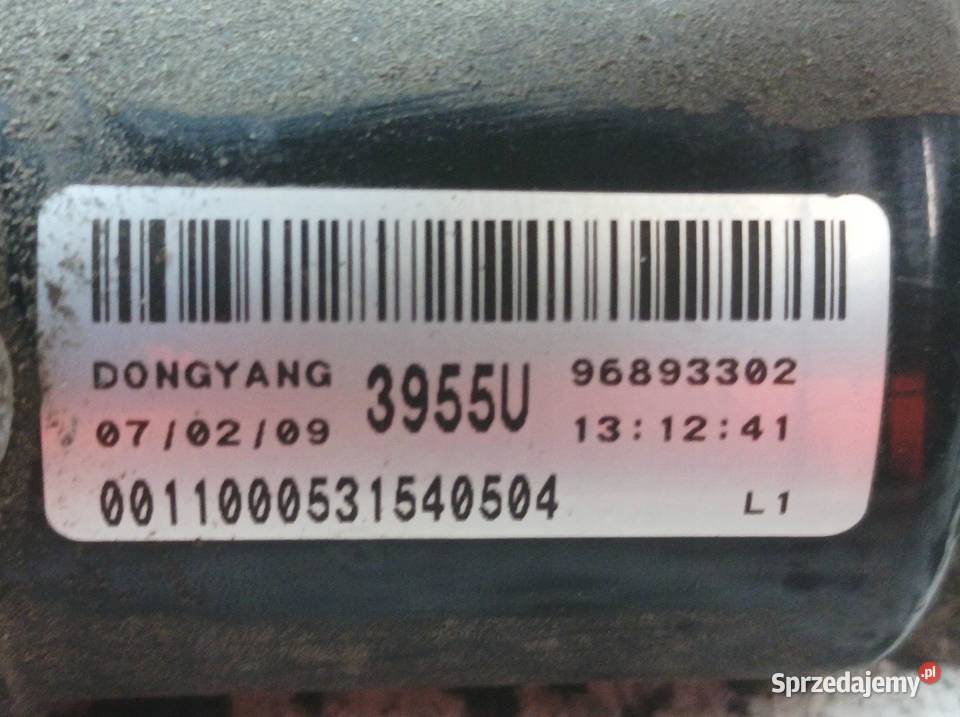 DONGYANG 3955U 96893302
07/02/09 13:12:41
0011000531540504 L1
Sprzedajemy.pl